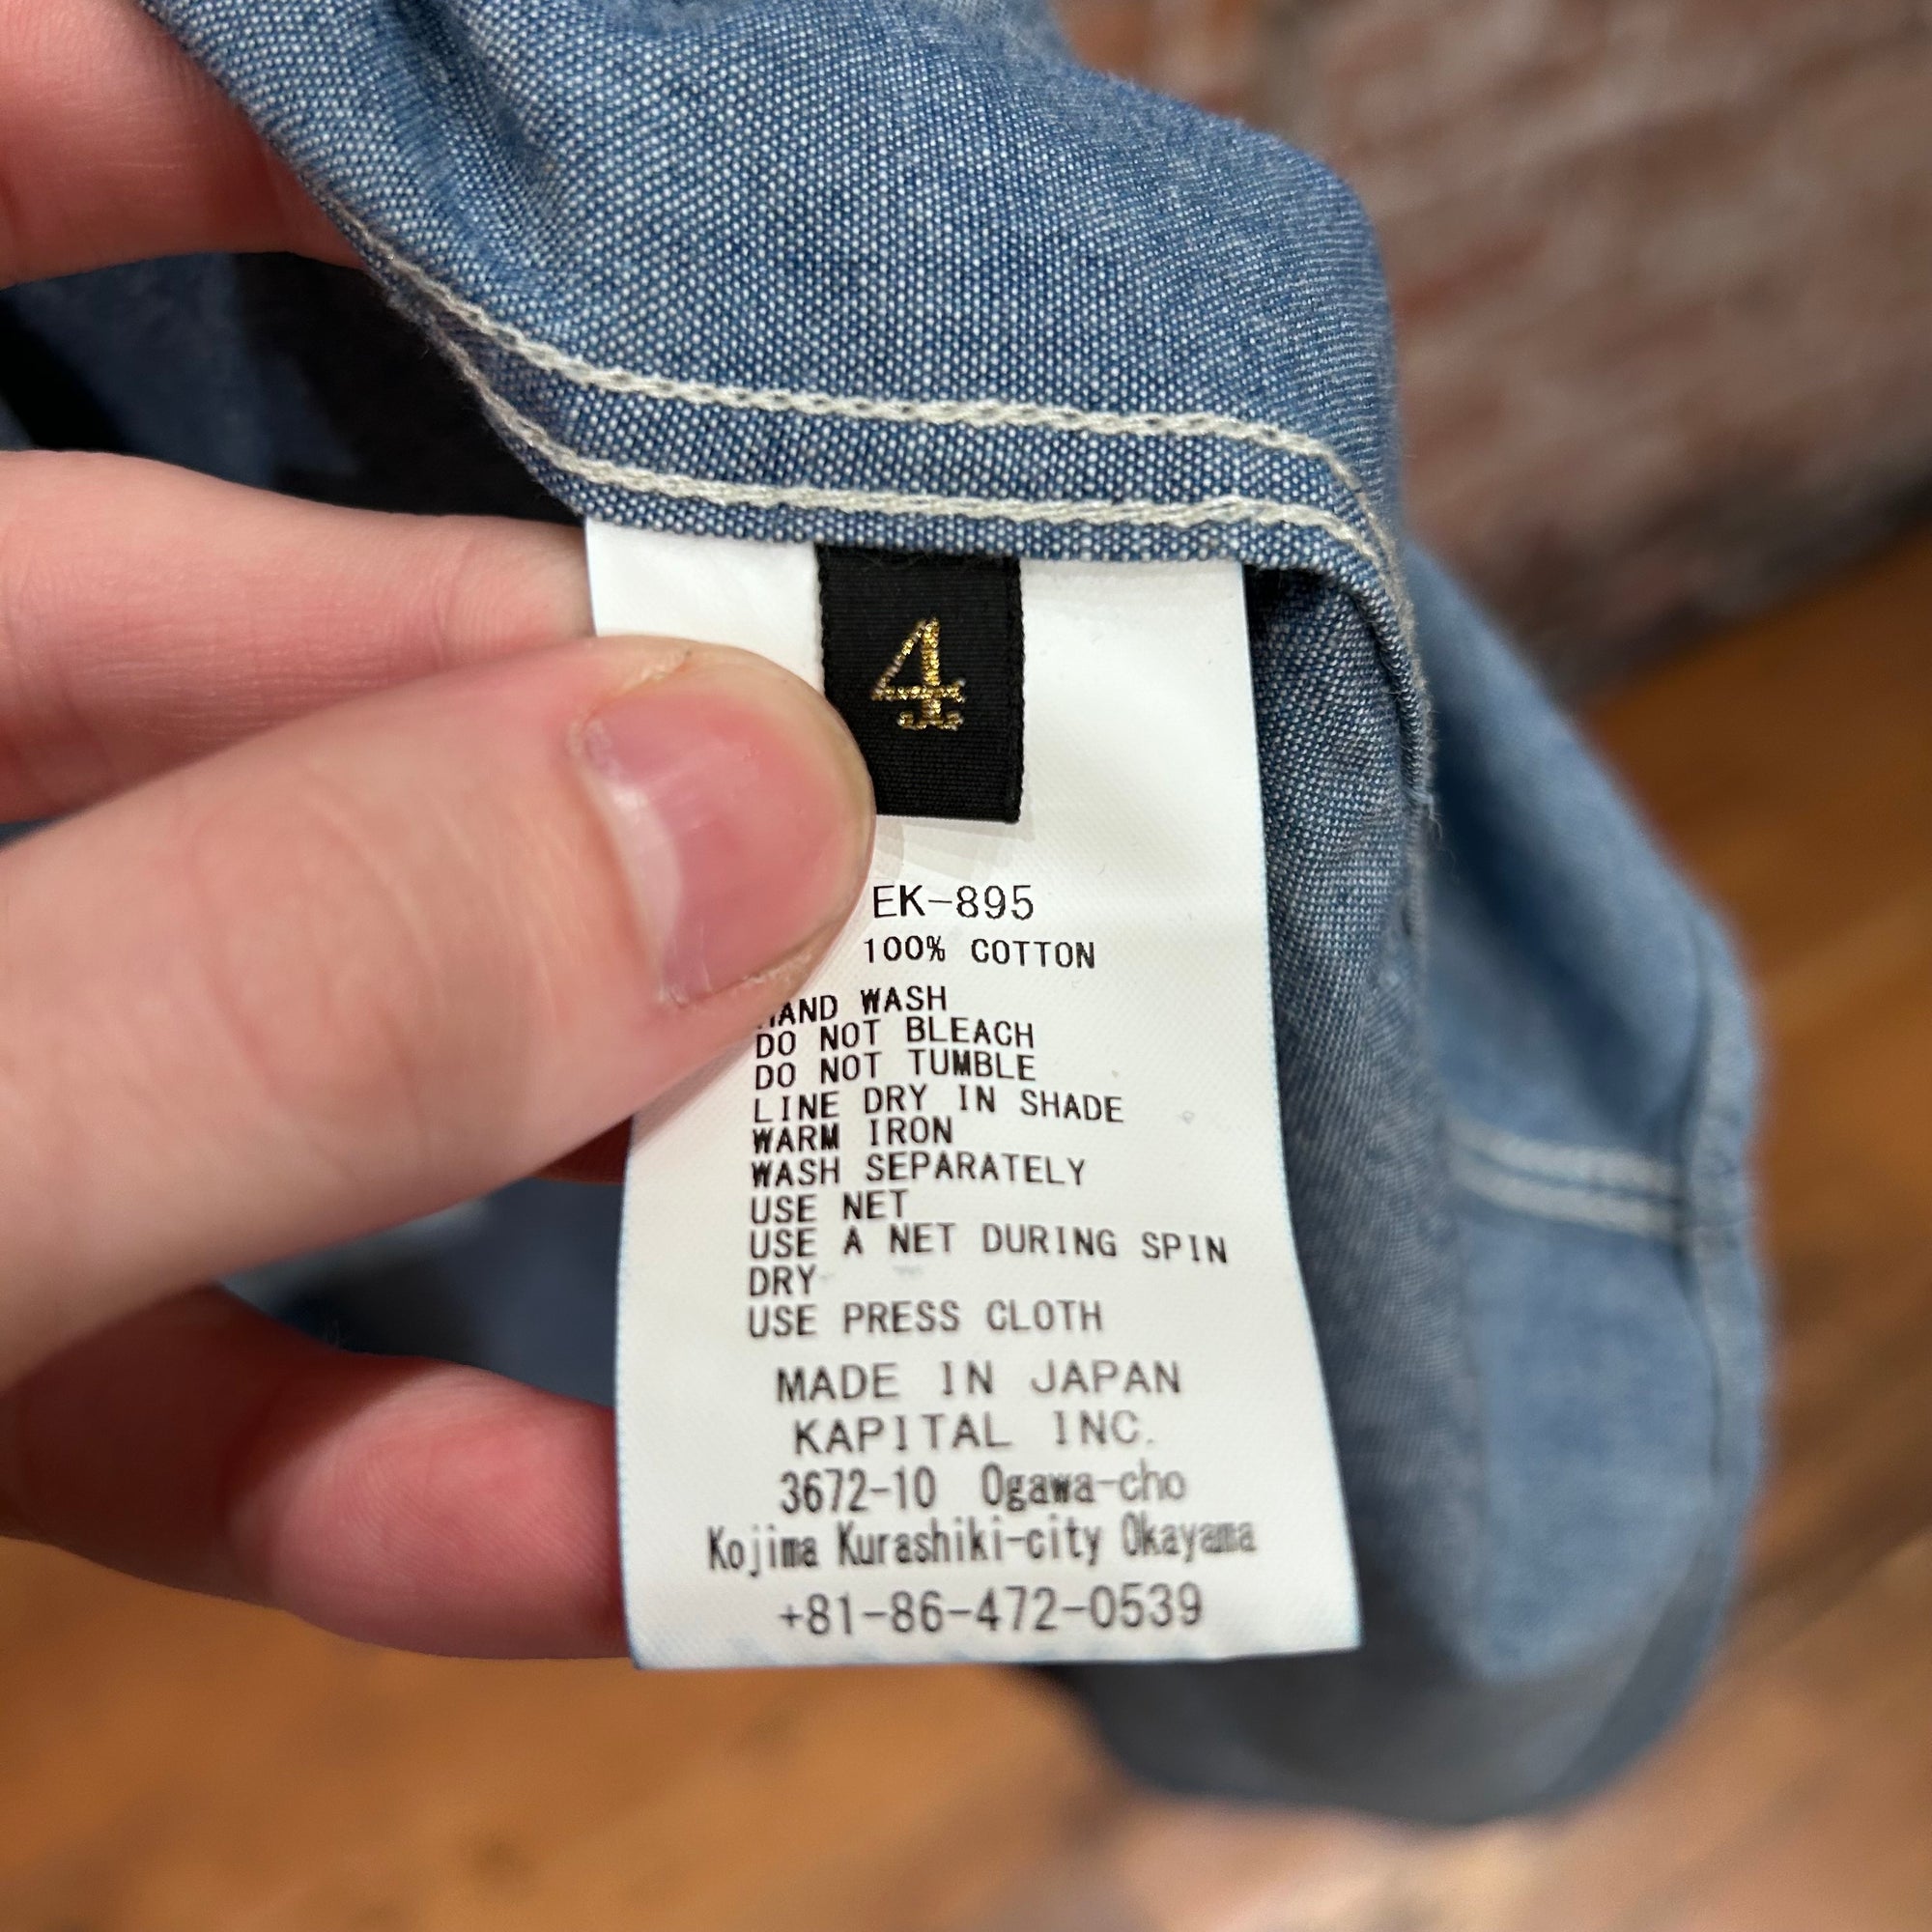 4
EK-895
100% COTTON
HAND WASH
DO NOT BLEACH
DO NOT TUMBLE
LINE DRY IN SHADE
WARM IRON
WASH SEPARATELY
USE NET
USE A NET DURING SPIN
DRY
USE PRESS CLOTH
MADE IN JAPAN
KAPITAL INC.
3672-10 Ogawa-cho
Kojima Kurashiki-city Okayama
+81-86-472-0539